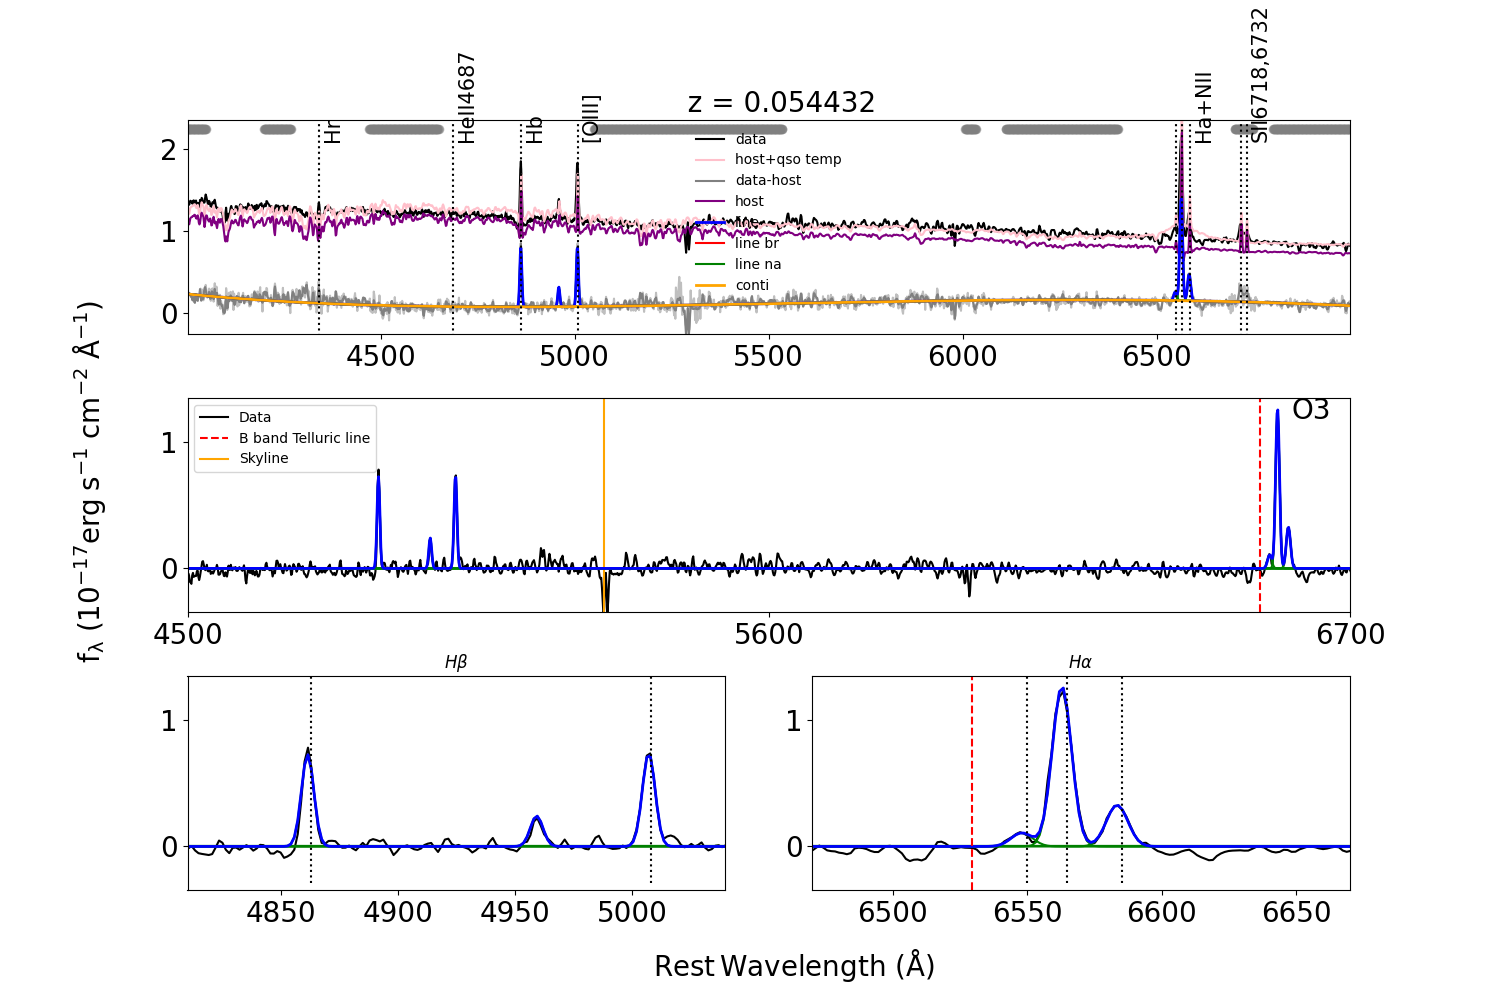 z = 0.054432
Hr
HeII4687
Hb
[OIII]
Ha+NII
SII6718,6732
data
host+qso temp
data-host
host
line br
line na
conti
2
1
0
4500
5000
5500
6000
6500
fλ (10−17erg s−1 cm−2 Å−1)
Data
B band Telluric line
Skyline
O3
1
0
4500
5600
6700
Hβ
1
0
4850
4900
4950
5000
Hα
1
0
6500
6550
6600
6650
Rest Wavelength (Å)